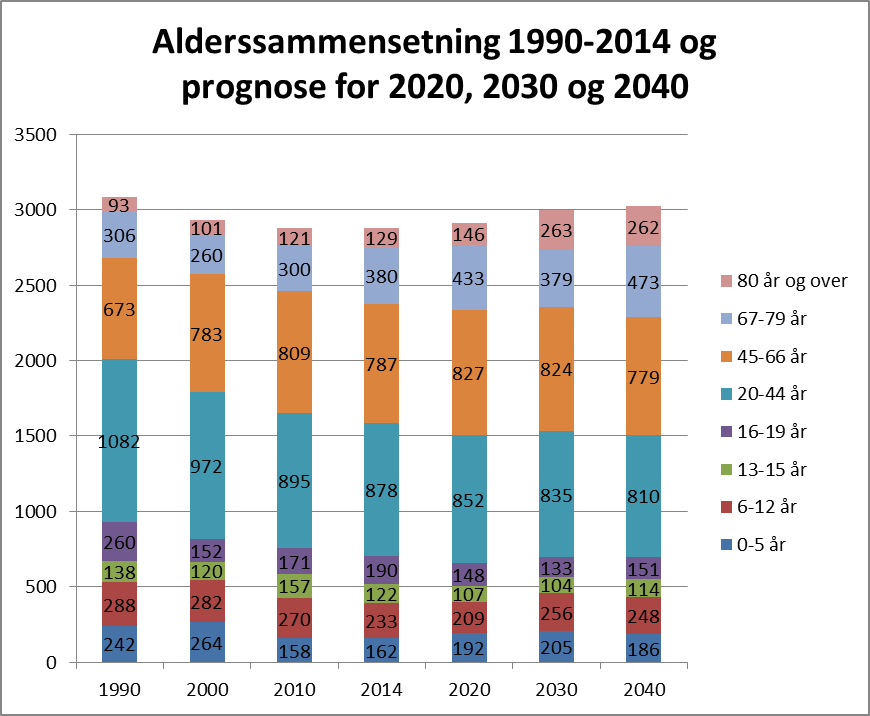 Alderssammensetning 1990-2014 og
prognose for 2020, 2030 og 2040
3500
3000
2500
2000
1500
1000
500
0
93 101 121 129 146 263 262
306 260 300 380 433 379 473
673 783 809 787 827 824 779
1082 972 895 878 852 835 810
260 152 171 190 148 133 151
138 120 157 122 107 104 114
288 282 270 233 209 256 248
242 264 158 162 192 205 186
1990 2000 2010 2014 2020 2030 2040
80 år og over
67-79 år
45-66 år
20-44 år
16-19 år
13-15 år
6-12 år
0-5 år